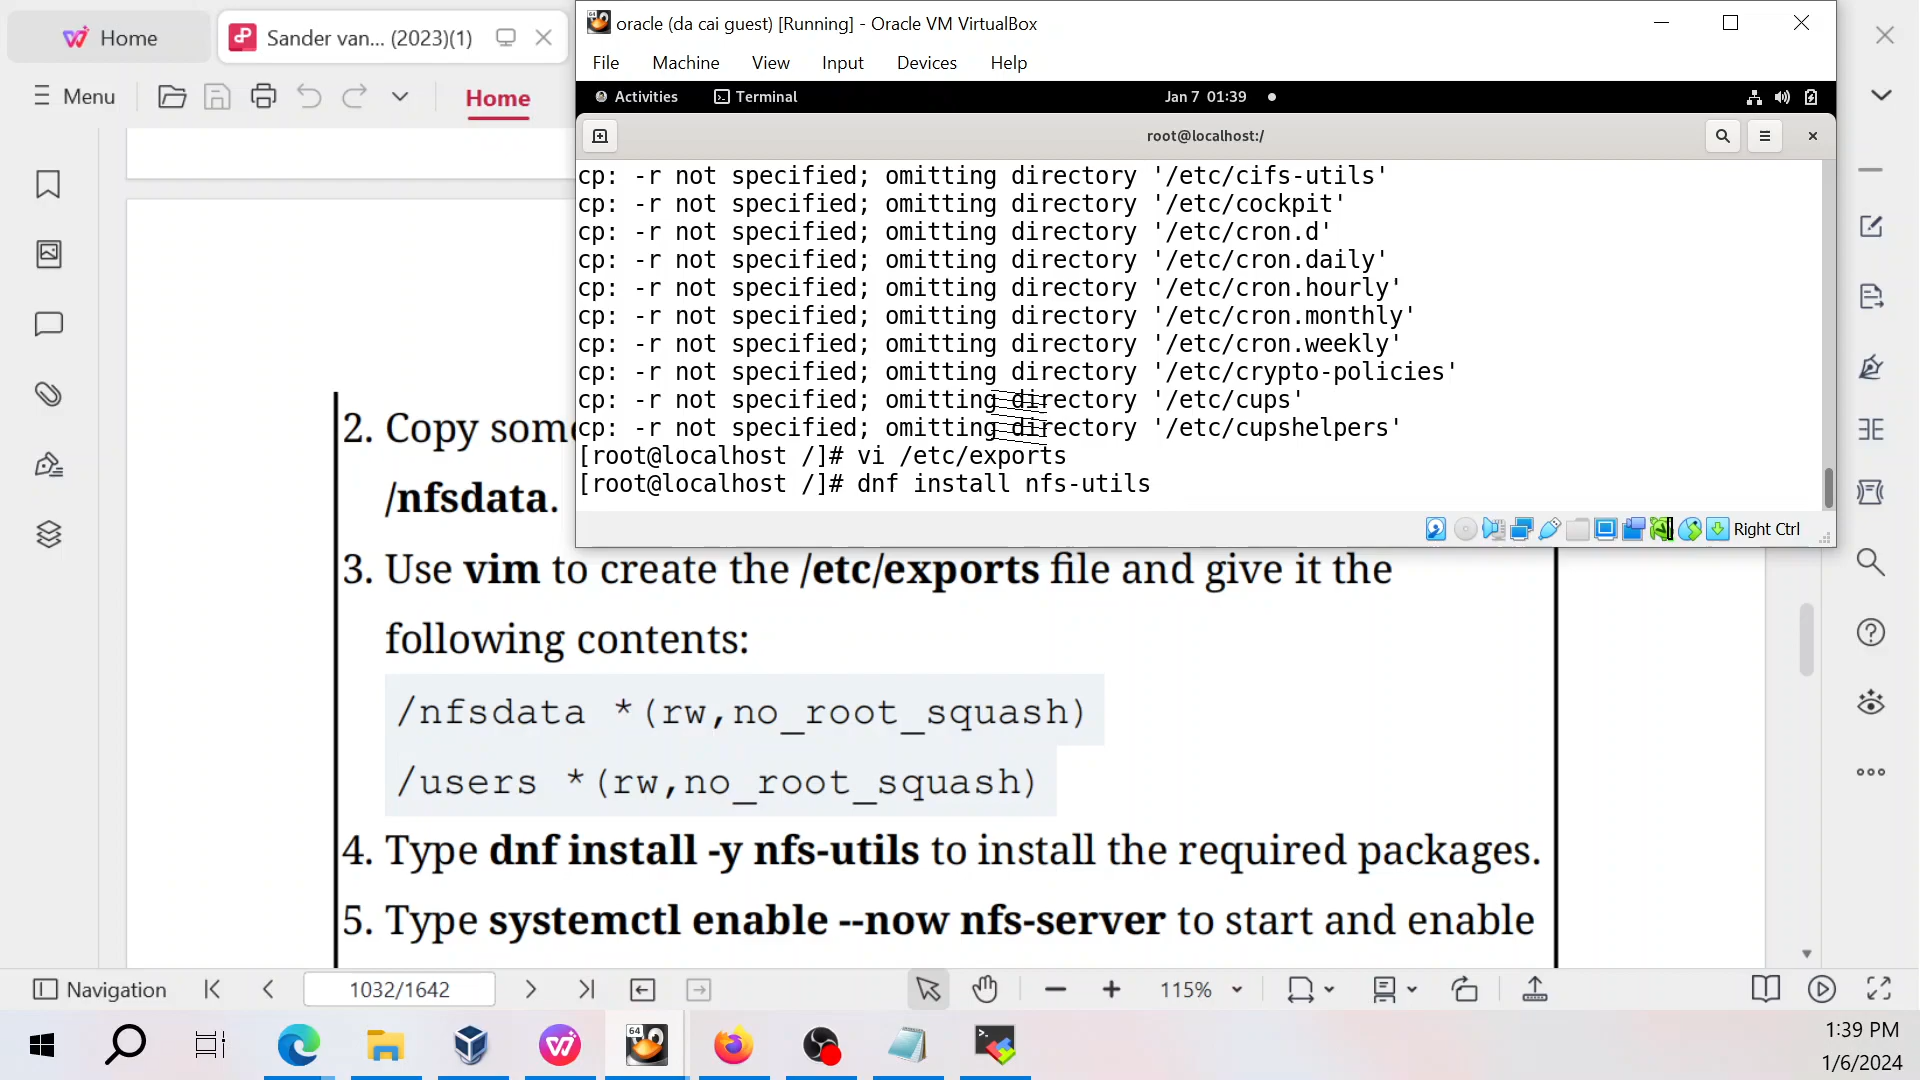 Home
Sander van... (2023)(1)
Menu
Home
oracle (da cai guest) [Running] - Oracle VM VirtualBox
File Machine View Input Devices Help
Activities Terminal Jan 7 01:39
root@localhost:/
cp: -r not specified; omitting directory '/etc/cifs-utils'
cp: -r not specified; omitting directory '/etc/cockpit'
cp: -r not specified; omitting directory '/etc/cron.d'
cp: -r not specified; omitting directory '/etc/cron.daily'
cp: -r not specified; omitting directory '/etc/cron.hourly'
cp: -r not specified; omitting directory '/etc/cron.monthly'
cp: -r not specified; omitting directory '/etc/cron.weekly'
cp: -r not specified; omitting directory '/etc/crypto-policies'
cp: -r not specified; omitting directory '/etc/cups'
cp: -r not specified; omitting directory '/etc/cupshelpers'
[root@localhost /]# vi /etc/exports
[root@localhost /]# dnf install nfs-utils
Right Ctrl
2. Copy som
/nfsdata.
3. Use vim to create the /etc/exports file and give it the
following contents:
/nfsdata *(rw,no_root_squash)
/users *(rw,no_root_squash)
4. Type dnf install -y nfs-utils to install the required packages.
5. Type systemctl enable --now nfs-server to start and enable
Navigation 1032/1642 115%
64
1:39 PM
1/6/2024